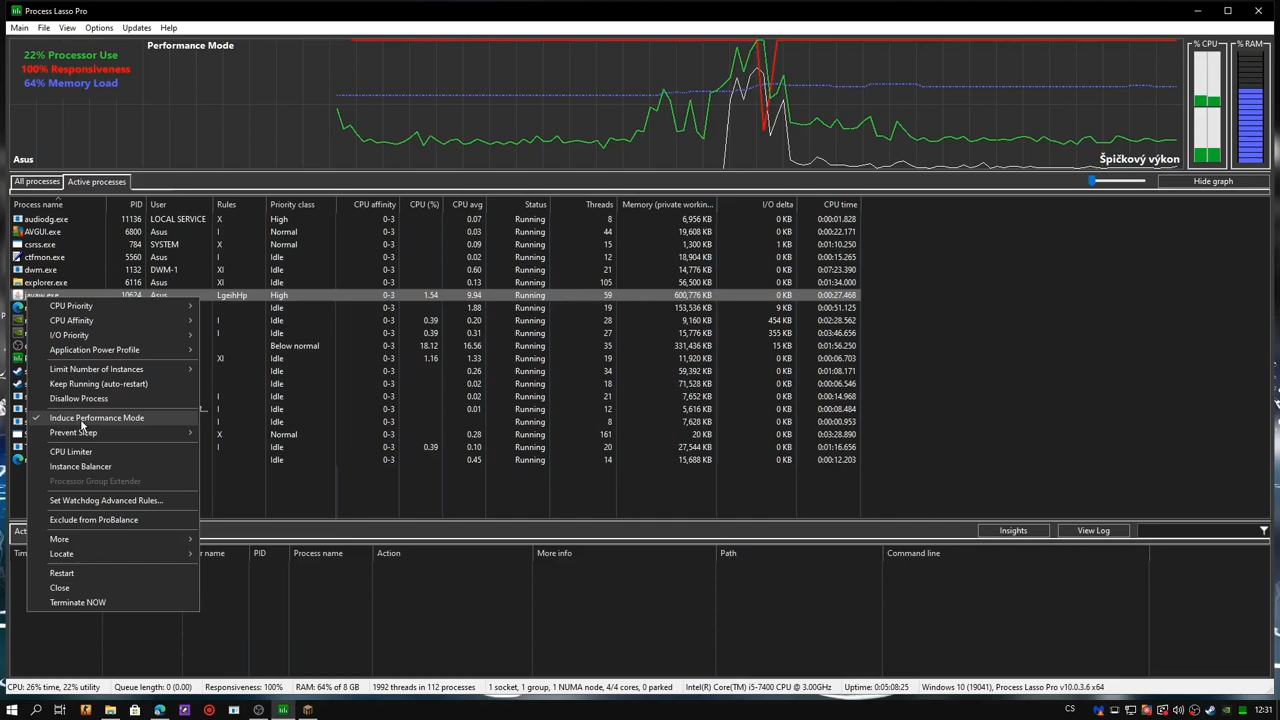 Process Lasso Pro
Main File View Options Updates Help
22% Processor Use
100% Responsiveness
64% Memory Load
Performance Mode
% CPU % RAM
Asus
Špičkový výkon
All processes Active processes Hide graph
Process name PID User Rules Priority class CPU affinity CPU (%) CPU avg Status Threads Memory (private workin... I/O delta CPU time
audiodg.exe 11136 LOCAL SERVICE X High 0-3 0.07 Running 8 6,956 KB 0 KB 0:00:01.828
AVGUI.exe 6800 Asus I Normal 0-3 0.03 Running 44 19,608 KB 0 KB 0:00:22.171
csrss.exe 784 SYSTEM X Normal 0-3 0.09 Running 15 1,300 KB 1 KB 0:01:10.250
ctfmon.exe 5560 Asus I Idle 0-3 0.02 Running 12 18,908 KB 0 KB 0:00:15.265
dwm.exe 1132 DWM-1 XI Idle 0-3 0.60 Running 21 14,776 KB 0 KB 0:07:23.390
explorer.exe 6116 Asus I Idle 0-3 0.13 Running 105 56,500 KB 0 KB 0:01:34.000
javaw.exe 10624 Asus LgeihHp High 0-3 1.54 9.94 Running 59 600,776 KB 0 KB 0:00:27.468
Idle 0-3 1.88 Running 19 153,536 KB 9 KB 0:00:51.125
I Idle 0-3 0.39 0.20 Running 28 9,160 KB 454 KB 0:02:28.562
I Idle 0-3 0.39 0.31 Running 27 15,776 KB 355 KB 0:03:46.656
Below normal 0-3 18.12 16.56 Running 35 331,436 KB 15 KB 0:01:56.250
XI Idle 0-3 1.16 1.33 Running 19 11,920 KB 0 KB 0:00:06.703
Idle 0-3 0.26 Running 34 59,392 KB 0 KB 0:01:08.171
Idle 0-3 0.02 Running 18 71,528 KB 0 KB 0:00:06.546
I Idle 0-3 0.02 Running 7 4,716 KB 0 KB 0:00:06.031
I Idle 0-3 0.01 Running 12 5,616 KB 0 KB 0:00:08.484
I Idle 0-3 Running 8 7,628 KB 0 KB 0:00:00.953
X Normal 0-3 0.28 Running 161 20 KB 0 KB 0:03:28.890
I Idle 0-3 0.39 0.10 Running 20 27,544 KB 0 KB 0:01:16.656
Idle 0-3 0.45 Running 14 15,688 KB 0 KB 0:00:12.203
CPU Priority
CPU Affinity
I/O Priority
Application Power Profile
Limit Number of Instances
Keep Running (auto-restart)
Disallow Process
Induce Performance Mode
Prevent Sleep
CPU Limiter
Instance Balancer
Processor Group Extender
Set Watchdog Advanced Rules...
Exclude from ProBalance
More
Locate
Restart
Close
Terminate NOW
Insights View Log
PID Process name Action More info Path Command line
CPU: 26% time, 22% utility Queue length: 0 (0.00) Responsiveness: 100% RAM: 64% of 8 GB 1992 threads in 112 processes 1 socket, 1 group, 1 NUMA node, 4/4 cores, 0 parked Intel(R) Core(TM) i5-7400 CPU @ 3.00GHz Uptime: 0:05:08:25 Windows 10 (19041), Process Lasso Pro v10.0.3.6 x64
CS 12:31